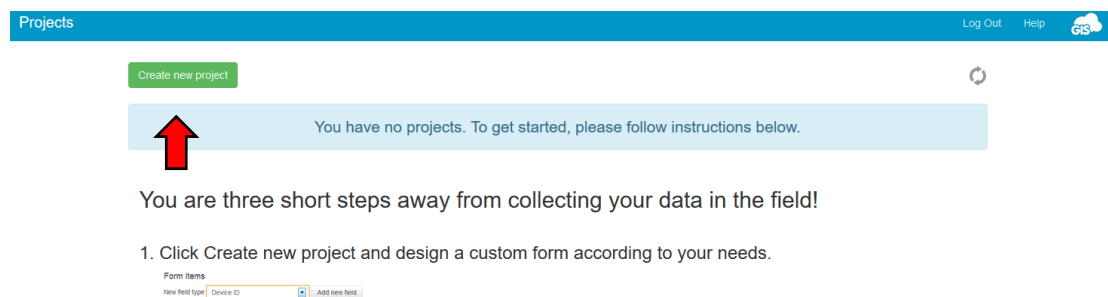 Projects Log Out Help GIS
Create new project
You have no projects. To get started, please follow instructions below.
You are three short steps away from collecting your data in the field!
1. Click Create new project and design a custom form according to your needs.
Form items
New field type Device ID Add new field